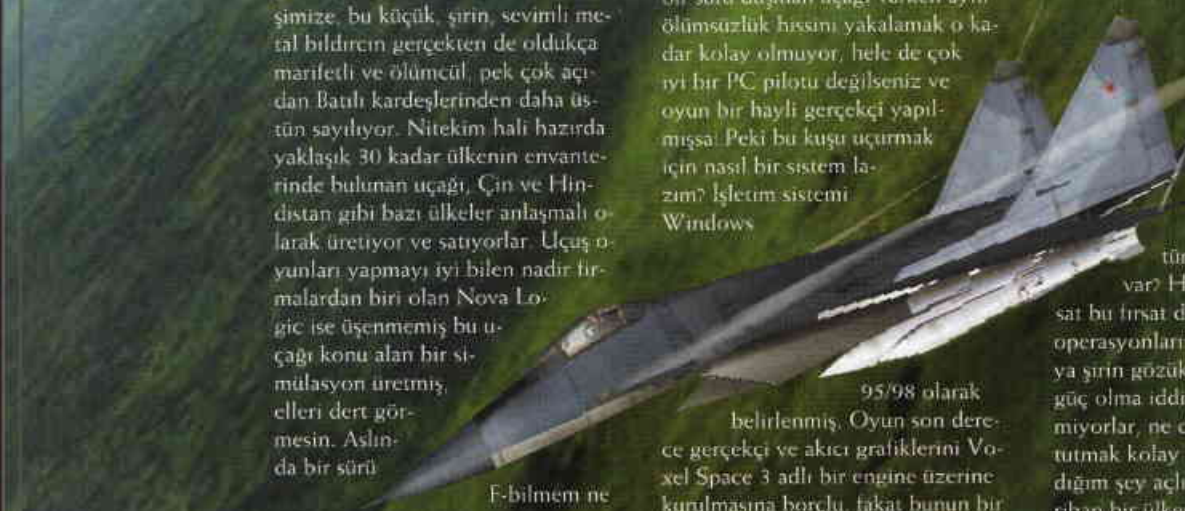 şimize, bu küçük, şirin, sevimli me-
tal bıldırcın gerçekten de oldukça
marifetli ve ölümcül, pek çok açı-
dan Batılı kardeşlerinden daha üs-
tün sayılıyor. Nitekim hali hazırda
yaklaşık 30 kadar ülkenin envante-
rinde bulunan uçağı, Çin ve Hin-
distan gibi bazı ülkeler anlaşmalı o-
larak üretiyor ve satıyorlar. Uçuş o-
yunları yapmayı iyi bilen nadir fir-
malardan biri olan Nova Lo-
gic ise üşenmemiş bu u-
çağı konu alan bir si-
mülasyon üretmiş,
elleri dert gör-
mesin. Aslın-
da bir sürü
F-bilmem ne
ölümsüzlük hissini yakalamak o ka-
dar kolay olmuyor, hele de çok
iyi bir PC pilotu değilseniz ve
oyun bir hayli gerçekçi yapıl-
mışsa! Peki bu kuşu uçurmak
için nasıl bir sistem la-
zım? İşletim sistemi
Windows
95/98 olarak
belirlenmiş. Oyun son dere-
ce gerçekçi ve akıcı grafiklerini Vo-
xel Space 3 adlı bir engine üzerine
kurulmasına borçlu, fakat bunun bir
tür
var? H
sat bu fırsat d
operasyonları
ya şirin gözük
güç olma iddi
miyorlar, ne d
tutmak kolay
dığım şey açlı